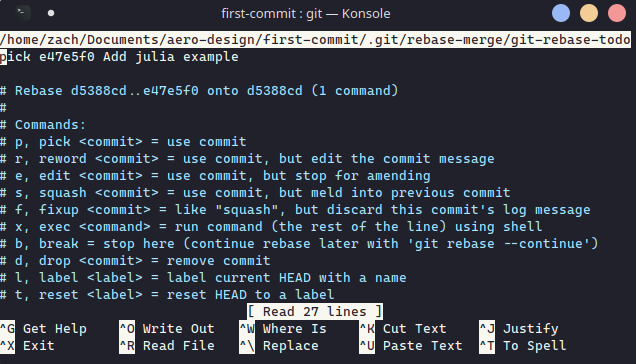 first-commit : git — Konsole
/home/zach/Documents/aero-design/first-commit/.git/rebase-merge/git-rebase-todo
pick e47e5f0 Add julia example
# Rebase d5388cd..e47e5f0 onto d5388cd (1 command)
#
# Commands:
# p, pick <commit> = use commit
# r, reword <commit> = use commit, but edit the commit message
# e, edit <commit> = use commit, but stop for amending
# s, squash <commit> = use commit, but meld into previous commit
# f, fixup <commit> = like "squash", but discard this commit's log message
# x, exec <command> = run command (the rest of the line) using shell
# b, break = stop here (continue rebase later with 'git rebase --continue')
# d, drop <commit> = remove commit
# l, label <label> = label current HEAD with a name
# t, reset <label> = reset HEAD to a label
[ Read 27 lines ]
^G Get Help ^O Write Out ^W Where Is ^K Cut Text ^J Justify
^X Exit ^R Read File ^\ Replace ^U Paste Text ^T To Spell